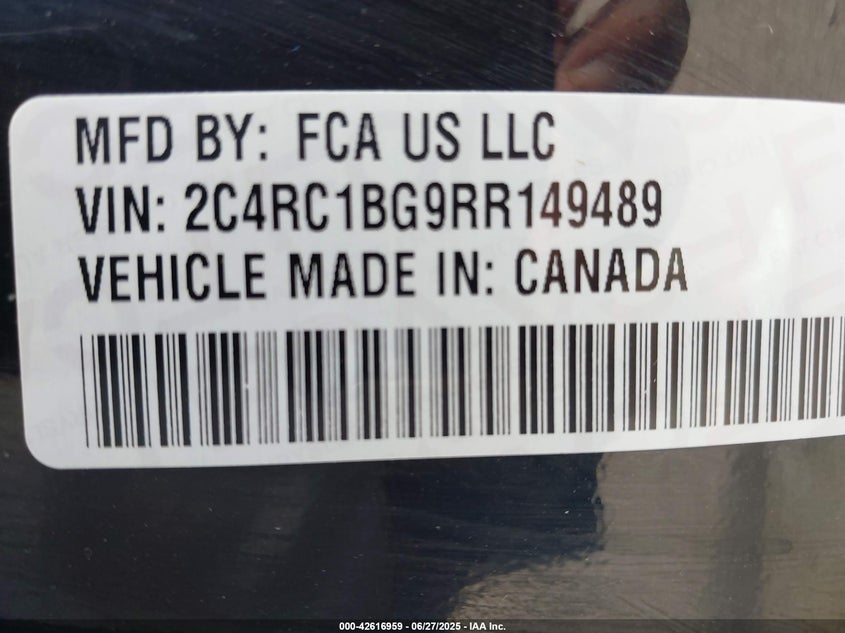 MFD BY: FCA US LLC
VIN: 2C4RC1BG9RR149489
VEHICLE MADE IN: CANADA
000-42616959 - 06/27/2025 - IAA Inc.